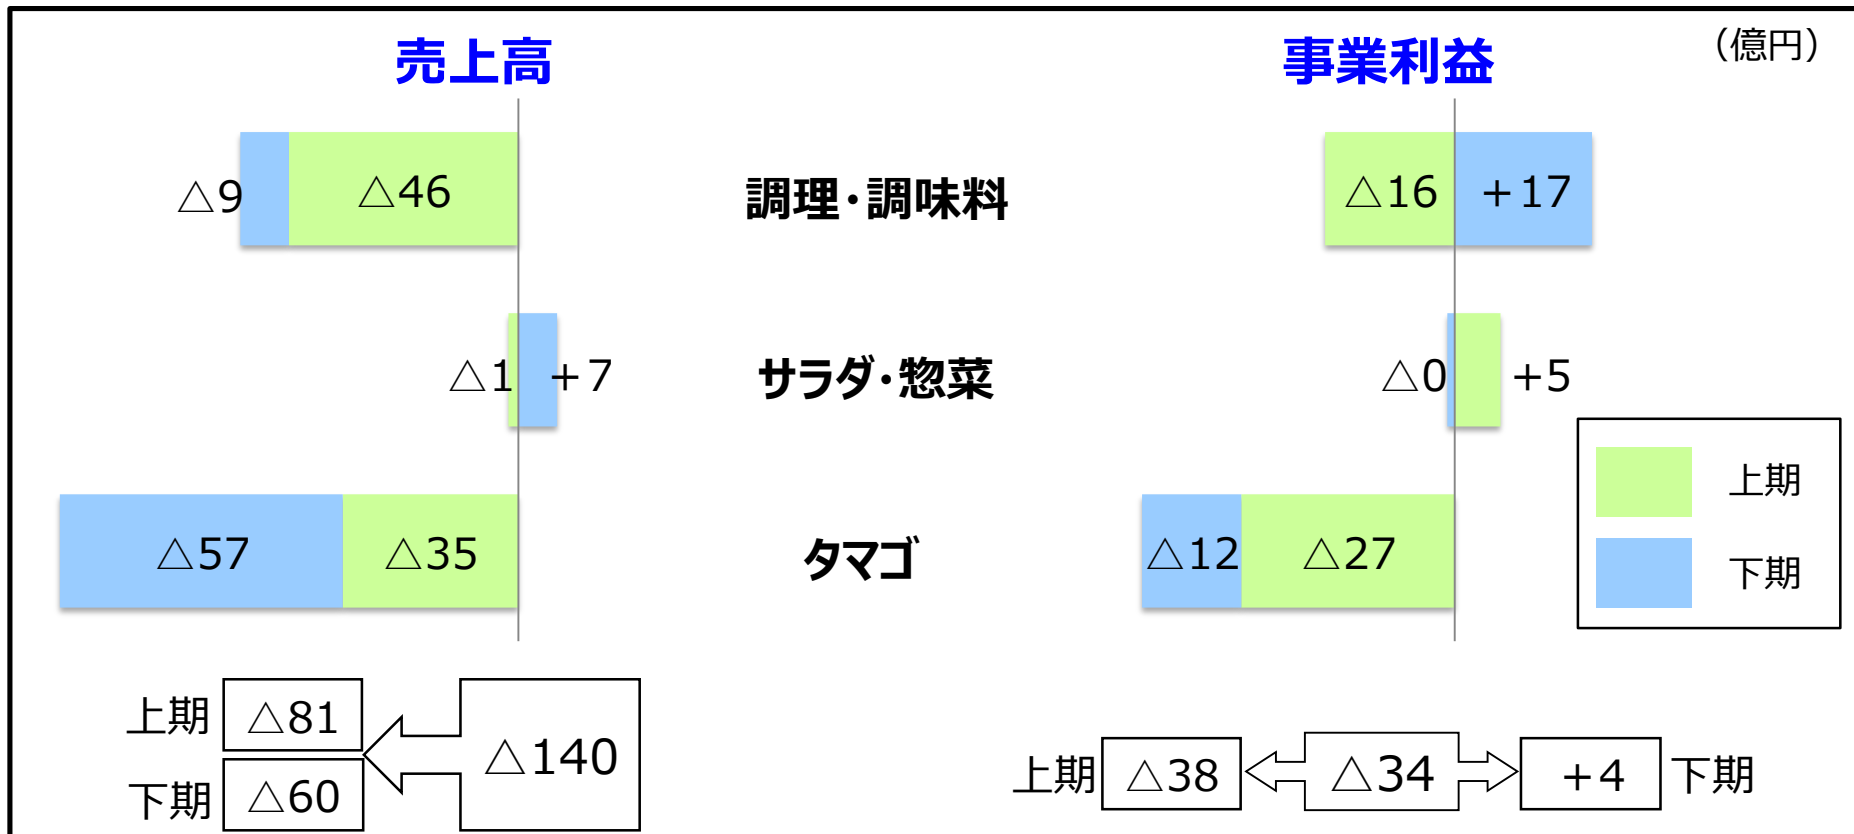 売上高
事業利益
（億円）
△9
△46
調理・調味料
△16
＋17
△1
＋7
サラダ・惣菜
△0
＋5
△57
△35
タマゴ
△12
△27
上期
下期
上期
△81
下期
△60
△140
上期
△38
△34
＋4
下期